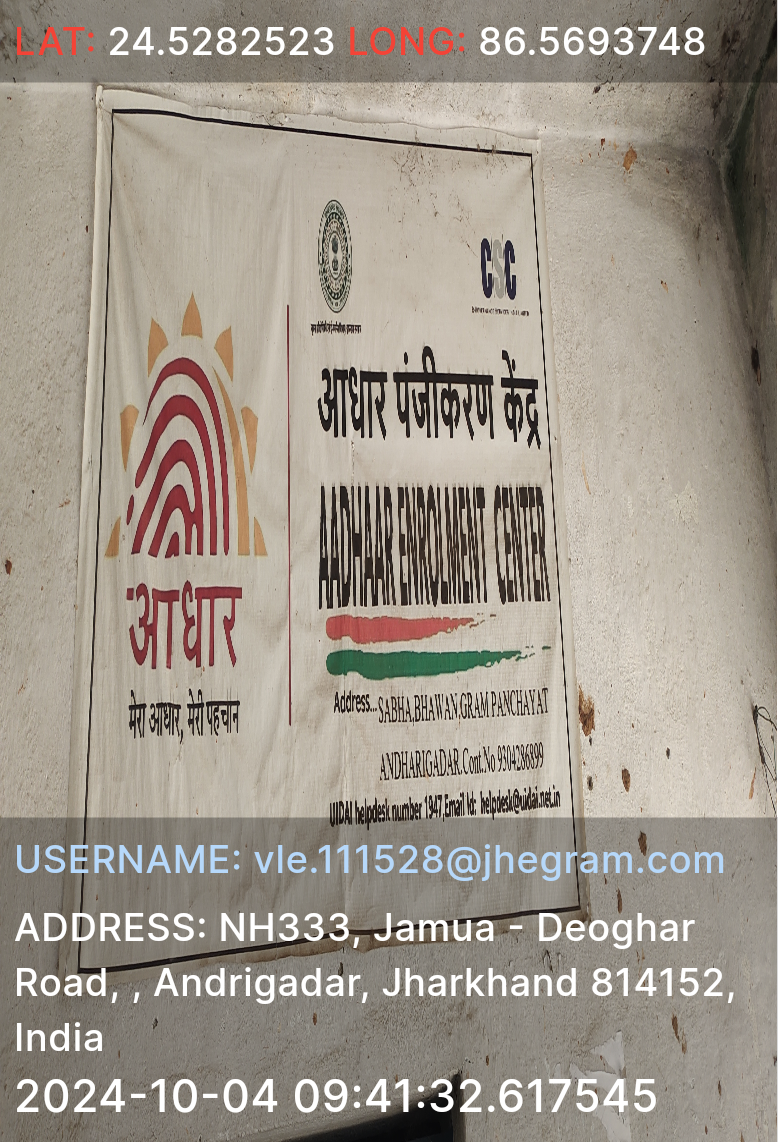 LAT: 24.5282523 LONG: 86.5693748
CSC
आधार पंजीकरण केंद्र
AADHAAR ENROLMENT CENTER
आधार
मेरा आधार, मेरी पहचान
Address...SABHA,BHAWAN,GRAM PANCHAYAT
ANDHARIGADAR.Cont.No 9304286899
UIDAI helpdesk number 1947,Email Id: helpdesk@uidai.net.in
USERNAME: vle.111528@jhegram.com
ADDRESS: NH333, Jamua - Deoghar
Road, , Andrigadar, Jharkhand 814152,
India
2024-10-04 09:41:32.617545